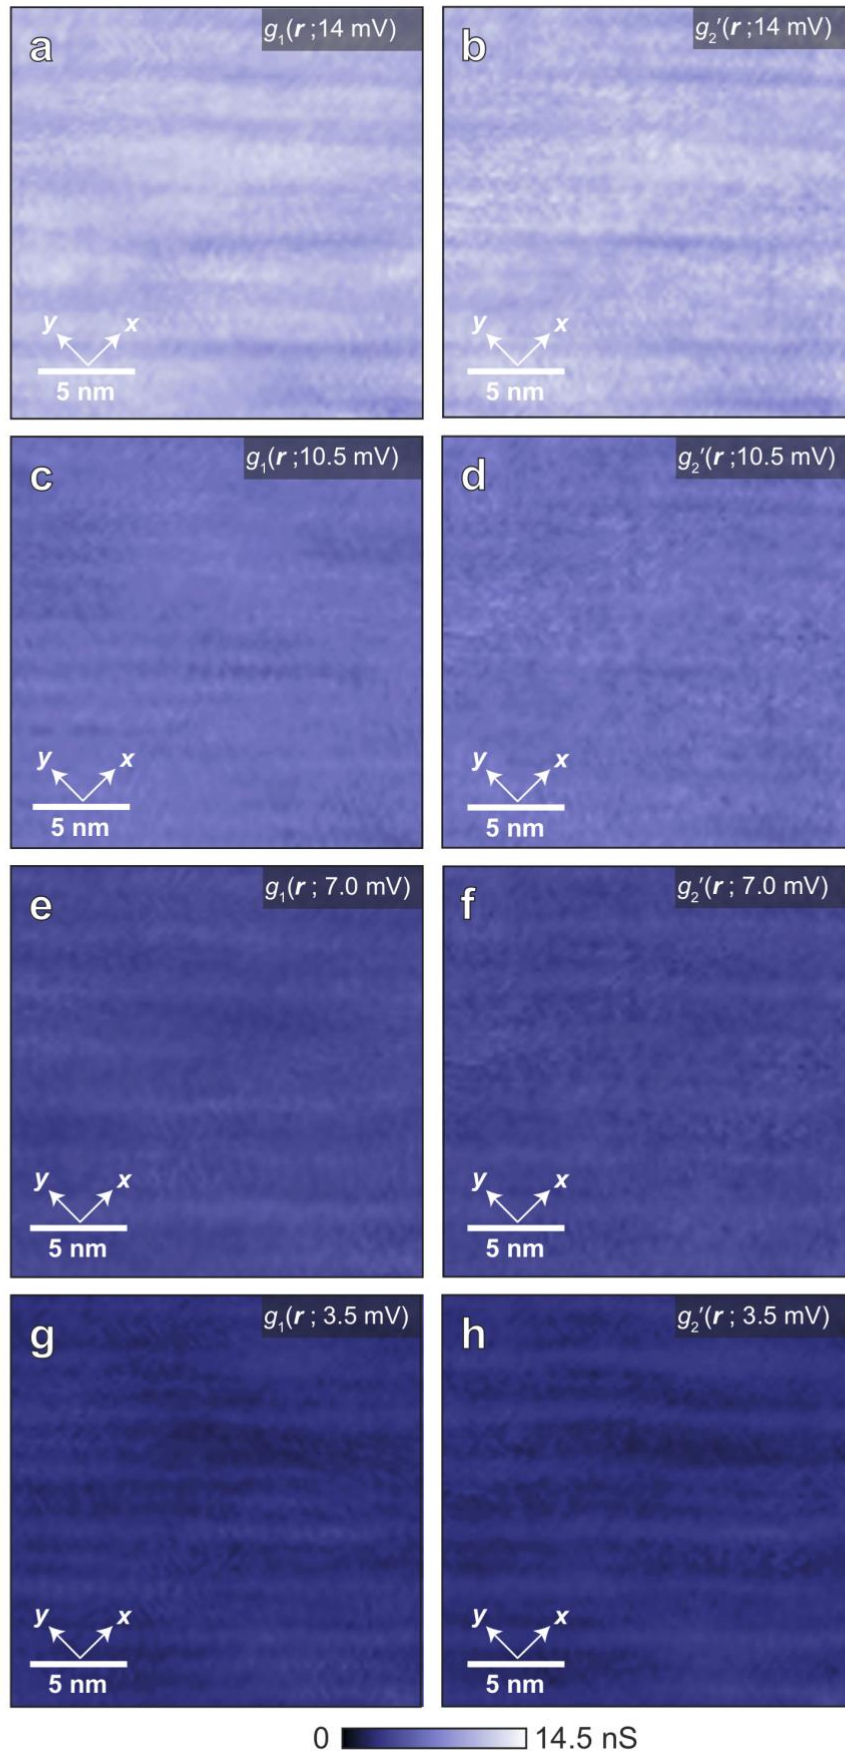 a g₁(r ;14 mV)
b g₂′(r ;14 mV)
y x
5 nm
y x
5 nm
c g₁(r ;10.5 mV)
d g₂′(r ;10.5 mV)
y x
5 nm
y x
5 nm
e g₁(r ; 7.0 mV)
f g₂′(r ; 7.0 mV)
y x
5 nm
y x
5 nm
g g₁(r ; 3.5 mV)
h g₂′(r ; 3.5 mV)
y x
5 nm
y x
5 nm
0 14.5 nS